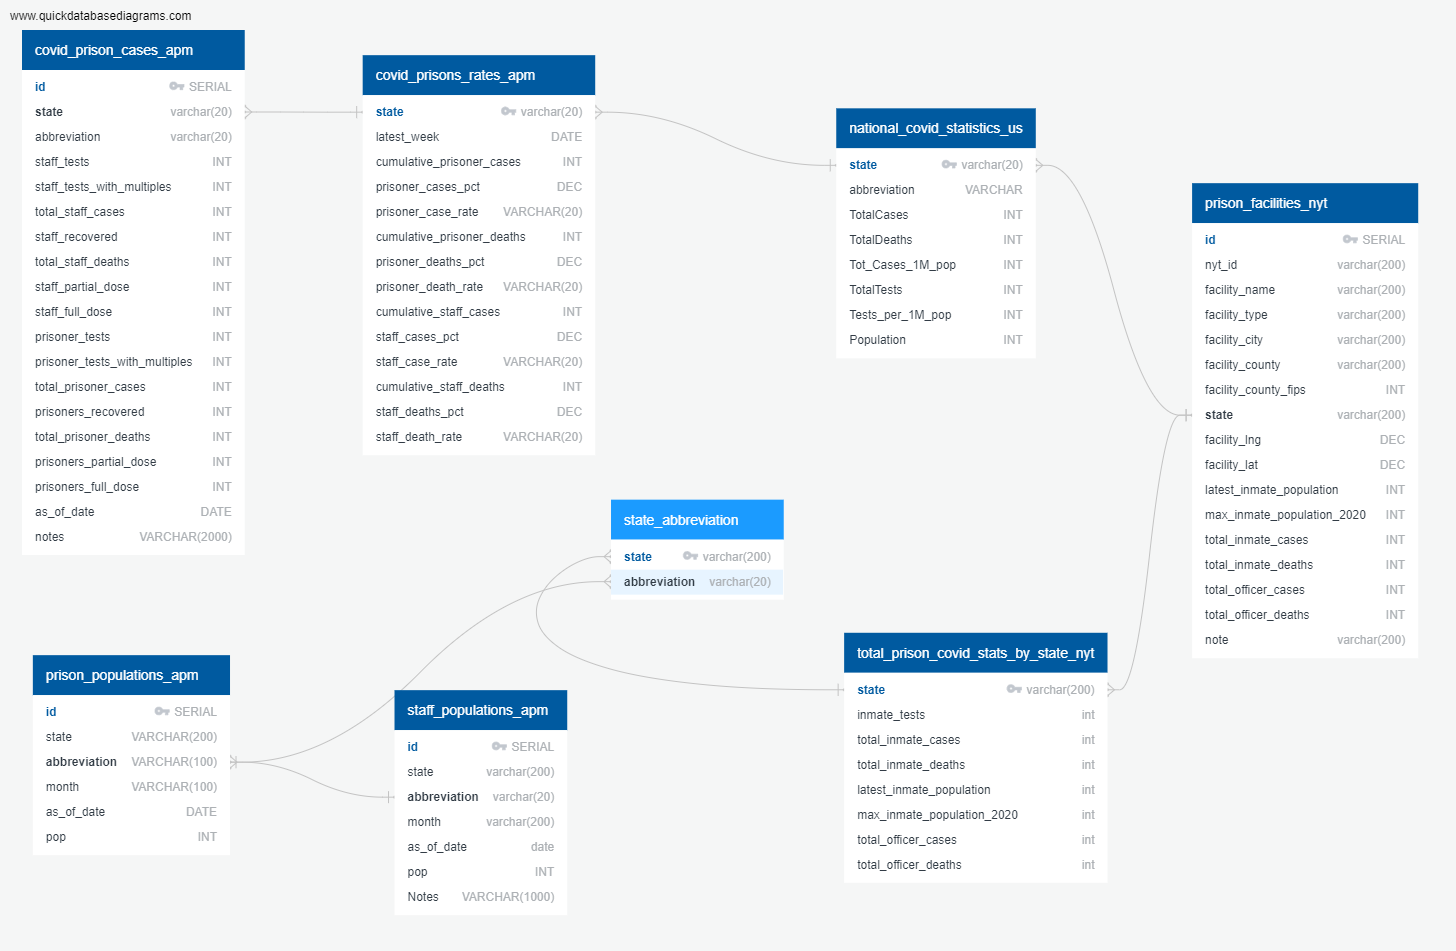 www.quickdatabasediagrams.com
covid_prison_cases_apm
id SERIAL
state varchar(20)
abbreviation varchar(20)
staff_tests INT
staff_tests_with_multiples INT
total_staff_cases INT
staff_recovered INT
total_staff_deaths INT
staff_partial_dose INT
staff_full_dose INT
prisoner_tests INT
prisoner_tests_with_multiples INT
total_prisoner_cases INT
prisoners_recovered INT
total_prisoner_deaths INT
prisoners_partial_dose INT
prisoners_full_dose INT
as_of_date DATE
notes VARCHAR(2000)
covid_prisons_rates_apm
state varchar(20)
latest_week DATE
cumulative_prisoner_cases INT
prisoner_cases_pct DEC
prisoner_case_rate VARCHAR(20)
cumulative_prisoner_deaths INT
prisoner_deaths_pct DEC
prisoner_death_rate VARCHAR(20)
cumulative_staff_cases INT
staff_cases_pct DEC
staff_case_rate VARCHAR(20)
cumulative_staff_deaths INT
staff_deaths_pct DEC
staff_death_rate VARCHAR(20)
national_covid_statistics_us
state varchar(20)
abbreviation VARCHAR
TotalCases INT
TotalDeaths INT
Tot_Cases_1M_pop INT
TotalTests INT
Tests_per_1M_pop INT
Population INT
prison_facilities_nyt
id SERIAL
nyt_id varchar(200)
facility_name varchar(200)
facility_type varchar(200)
facility_city varchar(200)
facility_county varchar(200)
facility_county_fips INT
state varchar(200)
facility_lng DEC
facility_lat DEC
latest_inmate_population INT
max_inmate_population_2020 INT
total_inmate_cases INT
total_inmate_deaths INT
total_officer_cases INT
total_officer_deaths INT
note varchar(200)
state_abbreviation
state varchar(200)
abbreviation varchar(20)
prison_populations_apm
id SERIAL
state VARCHAR(200)
abbreviation VARCHAR(100)
month VARCHAR(100)
as_of_date DATE
pop INT
staff_populations_apm
id SERIAL
state varchar(200)
abbreviation varchar(20)
month varchar(200)
as_of_date date
pop INT
Notes VARCHAR(1000)
total_prison_covid_stats_by_state_nyt
state varchar(200)
inmate_tests int
total_inmate_cases int
total_inmate_deaths int
latest_inmate_population int
max_inmate_population_2020 int
total_officer_cases int
total_officer_deaths int